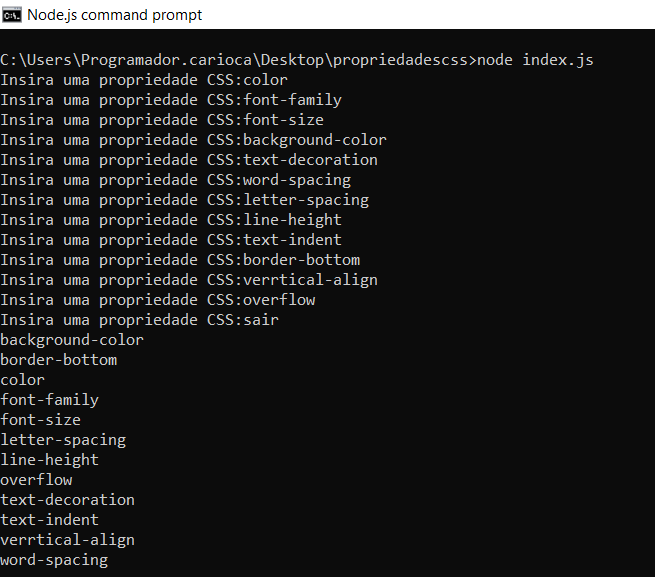 Node.js command prompt
C:\Users\Programador.carioca\Desktop\propriedadescss>node index.js
Insira uma propriedade CSS:color
Insira uma propriedade CSS:font-family
Insira uma propriedade CSS:font-size
Insira uma propriedade CSS:background-color
Insira uma propriedade CSS:text-decoration
Insira uma propriedade CSS:word-spacing
Insira uma propriedade CSS:letter-spacing
Insira uma propriedade CSS:line-height
Insira uma propriedade CSS:text-indent
Insira uma propriedade CSS:border-bottom
Insira uma propriedade CSS:verrtical-align
Insira uma propriedade CSS:overflow
Insira uma propriedade CSS:sair
background-color
border-bottom
color
font-family
font-size
letter-spacing
line-height
overflow
text-decoration
text-indent
verrtical-align
word-spacing